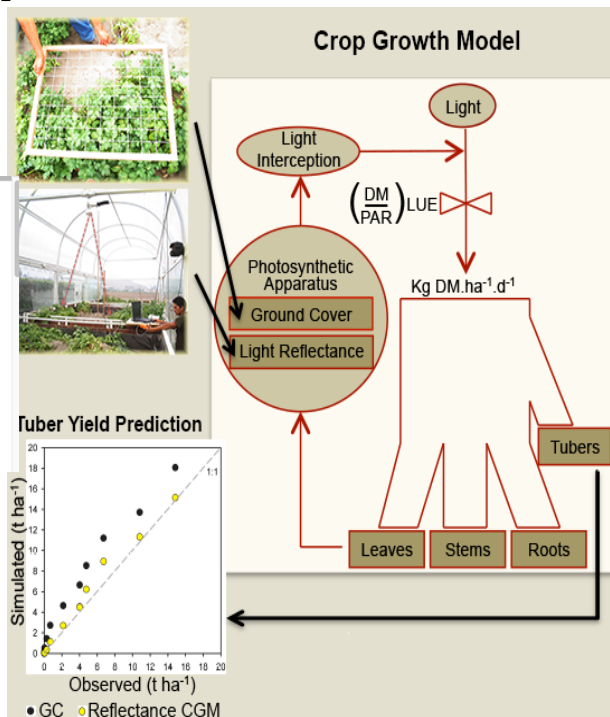 Crop Growth Model
Light
Light
Interception
(DM/PAR) LUE
Photosynthetic
Apparatus
Ground Cover
Light Reflectance
Kg DM.ha⁻¹.d⁻¹
Tubers
Leaves
Stems
Roots
Tuber Yield Prediction
20
18
16
14
12
10
8
6
4
2
0
1:1
Simulated (t ha⁻¹)
0 2 4 6 8 10 12 14 16 18 20
Observed (t ha⁻¹)
GC Reflectance CGM